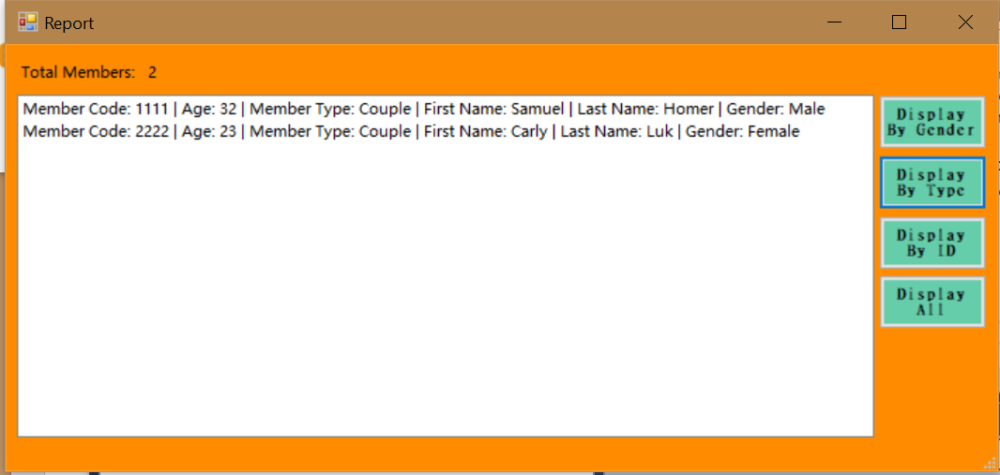 Report
Total Members: 2
Member Code: 1111 | Age: 32 | Member Type: Couple | First Name: Samuel | Last Name: Homer | Gender: Male
Member Code: 2222 | Age: 23 | Member Type: Couple | First Name: Carly | Last Name: Luk | Gender: Female
Display
By Gender
Display
By Type
Display
By ID
Display
All